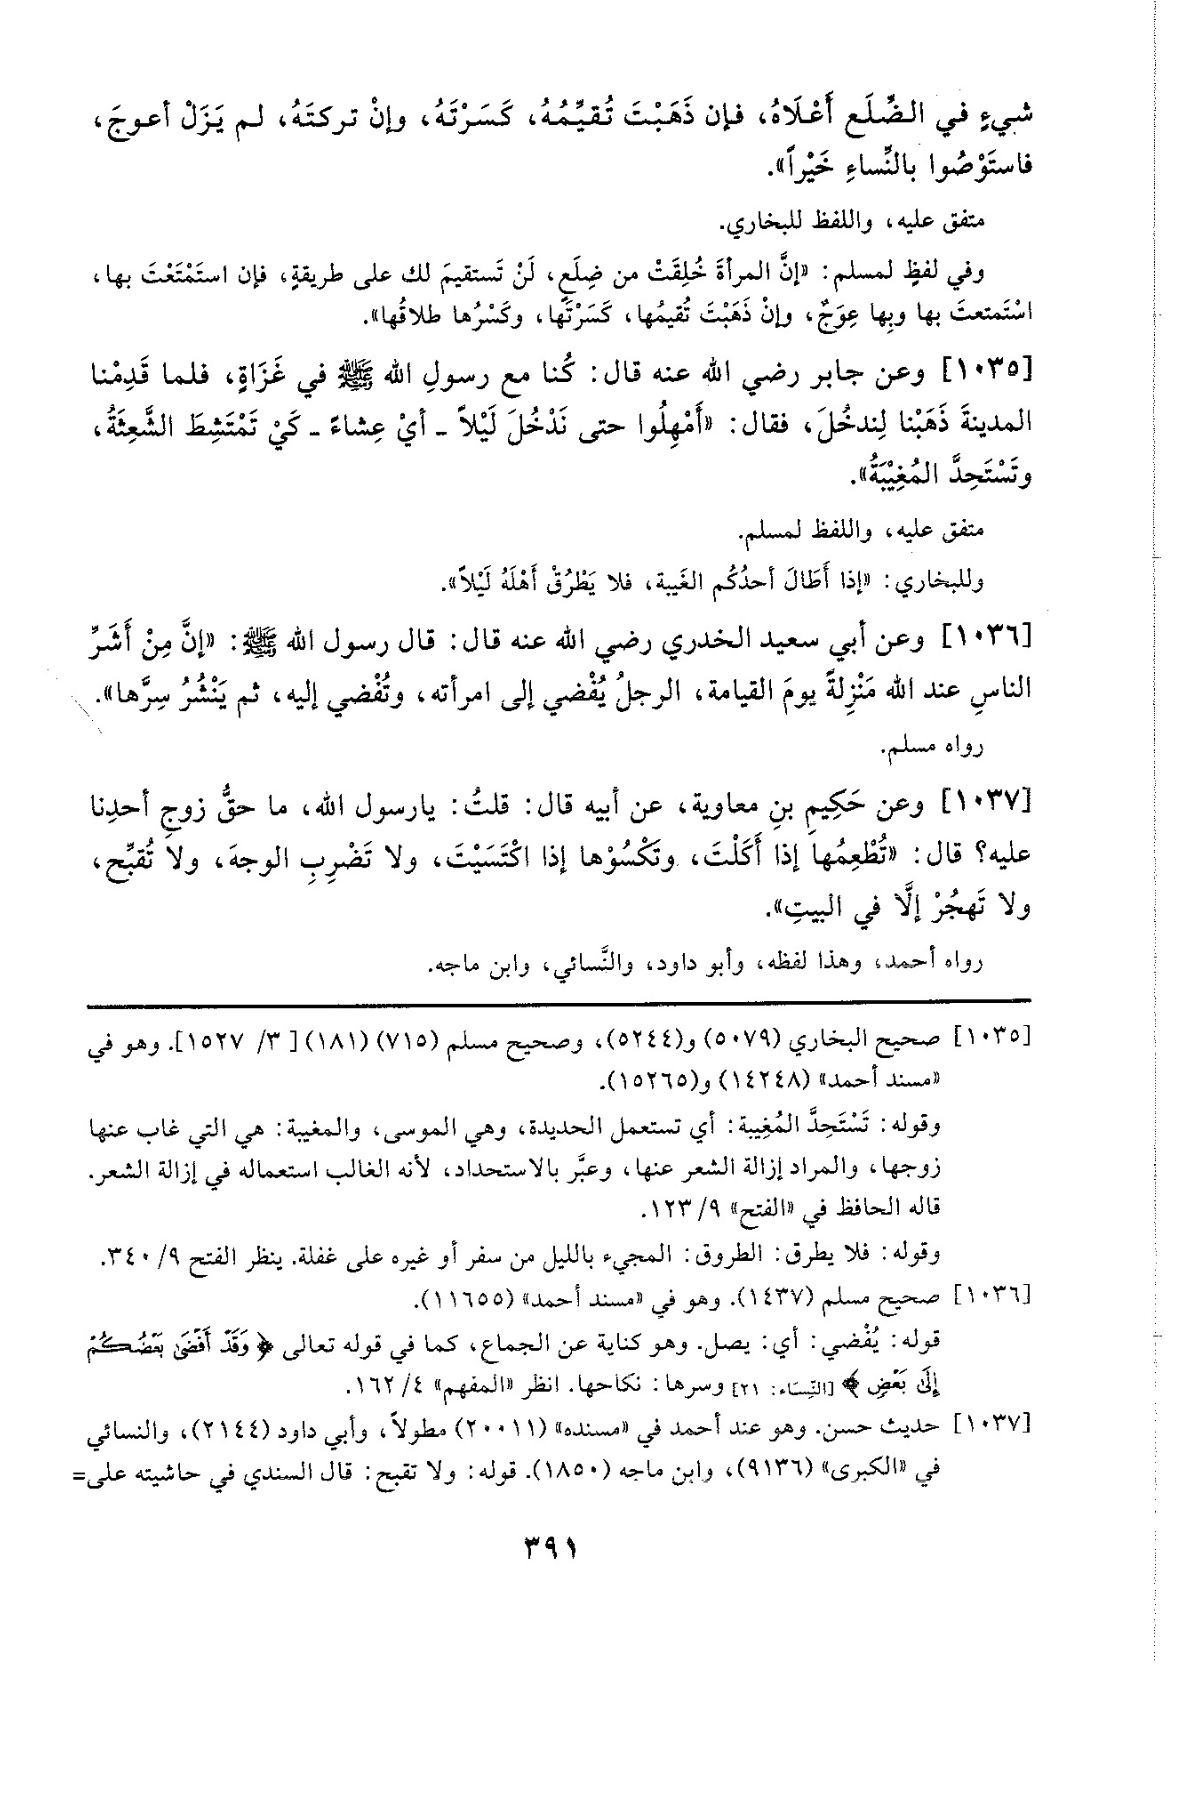 شيءٍ في الضِّلَعِ أَعْلَاهُ، فإن ذَهَبْتَ تُقيِّمُهُ، كَسَرْتَهُ، وإنْ تركتَهُ، لم يَزَلْ أعوجَ،
فاستَوْصُوا بالنِّساءِ خَيْراً».
متفق عليه، واللفظ للبخاري.
وفي لفظٍ لمسلم: «إنَّ المرأةَ خُلِقَتْ من ضِلَعٍ، لَنْ تَستقيمَ لك على طريقةٍ، فإن استَمْتَعْتَ بها،
اسْتَمتعتَ بها وبِها عِوَجٌ، وإنْ ذَهَبْتَ تُقيمُها، كَسَرْتَها، وكَسْرُها طلاقُها».
[١٠٣٥] وعن جابر رضي الله عنه قال: كُنا مع رسولِ الله ﷺ في غَزَاةٍ، فلما قَدِمْنا
المدينةَ ذَهَبْنا لِندخُلَ، فقال: «أَمْهِلُوا حتى نَدْخُلَ لَيْلاً ـ أيْ عِشاءً ـ كَيْ تَمْتَشِطَ الشَّعِثَةُ،
وتَسْتَحِدَّ المُغِيْبَةُ».
متفق عليه، واللفظ لمسلم.
وللبخاري: «إذا أَطَالَ أحدُكُم الغَيبة، فلا يَطْرُقْ أَهْلَهُ لَيْلاً».
[١٠٣٦] وعن أبي سعيد الخدري رضي الله عنه قال: قال رسول الله ﷺ: «إنَّ مِنْ أَشَرِّ
الناسِ عند الله مَنْزِلةً يومَ القيامة، الرجلُ يُفْضي إلى امرأته، وتُفْضي إليه، ثم يَنْشُرُ سِرَّها».
رواه مسلم.
[١٠٣٧] وعن حَكِيمِ بنِ معاوية، عن أبيه قال: قلتُ: يارسول الله، ما حقُّ زوجِ أحدِنا
عليه؟ قال: «تُطْعِمُها إذا أَكَلْتَ، وتَكْسُوْها إذا اكْتَسَيْتَ، ولا تَضْرِبِ الوجهَ، ولا تُقبِّح،
ولا تَهجُرْ إلَّا في البيتِ».
رواه أحمد، وهذا لفظه، وأبو داود، والنَّسائي، وابن ماجه.
[١٠٣٥] صحيح البخاري (٥٠٧٩) و(٥٢٤٤)، وصحيح مسلم (٧١٥) (١٨١) [ ٣/ ١٥٢٧]. وهو في
«مسند أحمد» (١٤٢٤٨) و(١٥٢٦٥).
وقوله: تَسْتَحِدَّ المُغِيبة: أي تستعمل الحديدة، وهي الموسى، والمغيبة: هي التي غاب عنها
زوجها، والمراد إزالة الشعر عنها، وعبَّر بالاستحداد، لأنه الغالب استعماله في إزالة الشعر.
قاله الحافظ في «الفتح» ٩/ ١٢٣.
وقوله: فلا يطرق: الطروق: المجيء بالليل من سفر أو غيره على غفلة. ينظر الفتح ٩/ ٣٤٠.
[١٠٣٦] صحيح مسلم (١٤٣٧). وهو في «مسند أحمد» (١١٦٥٥).
قوله: يُفْضي: أي: يصل. وهو كناية عن الجماع، كما في قوله تعالى ﴿وَقَدْ أَفْضَىٰ بَعْضُكُمْ
إِلَىٰ بَعْضٍ﴾ [النِّسَاء: ٢١] وسرها: نكاحها. انظر «المفهم» ٤/ ١٦٢.
[١٠٣٧] حديث حسن. وهو عند أحمد في «مسنده» (٢٠٠١١) مطولاً، وأبي داود (٢١٤٤)، والنسائي
في «الكبرى» (٩١٣٦)، وابن ماجه (١٨٥٠). قوله: ولا تقبح: قال السندي في حاشيته على=
٣٩١